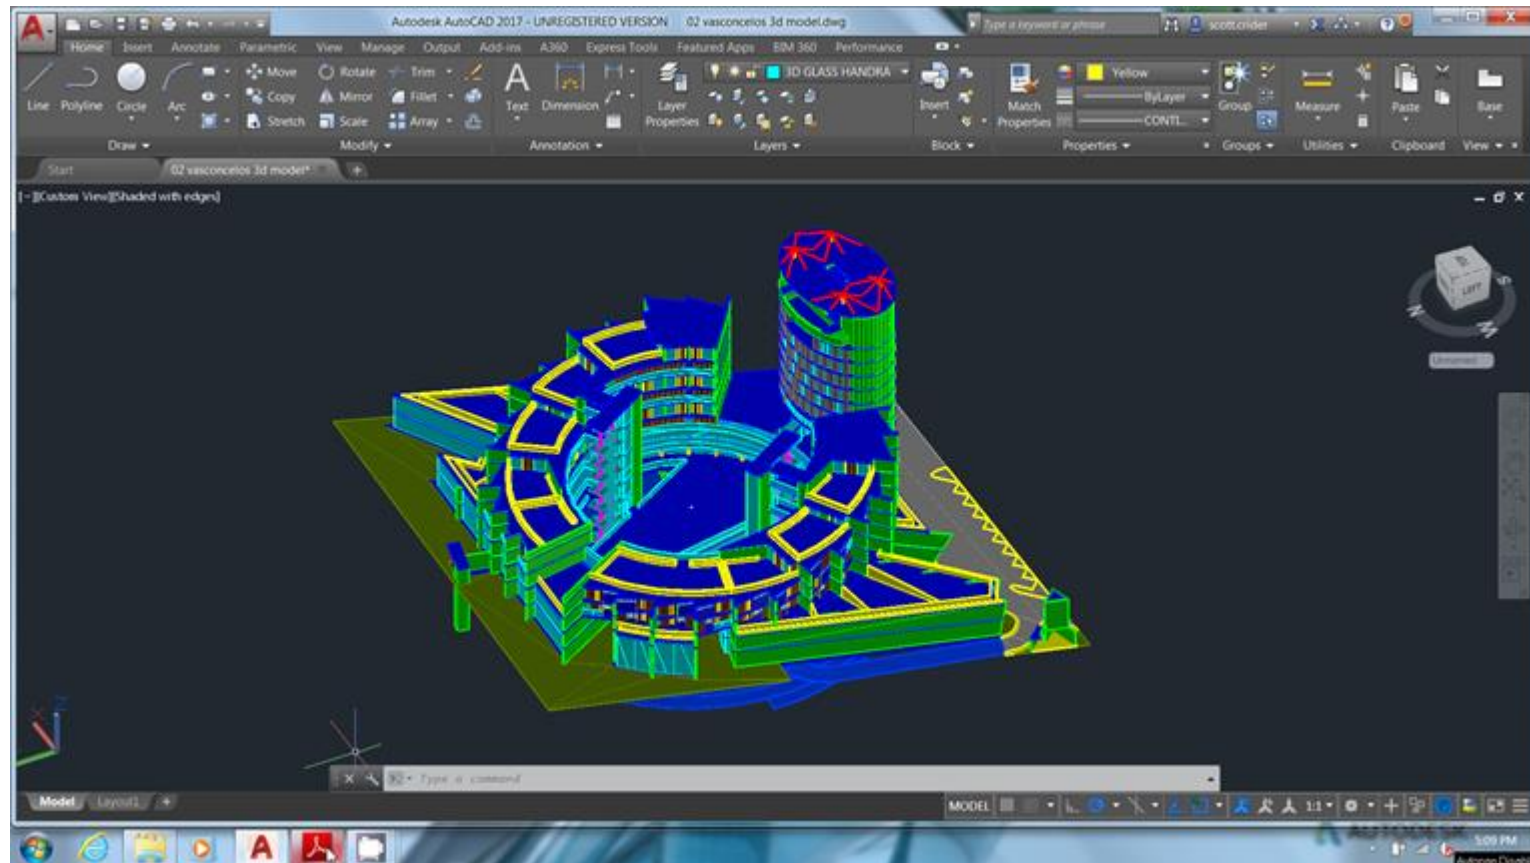 Autodesk AutoCAD 2017 - UNREGISTERED VERSION 02 vasconcelos 3d model.dwg Type a keyword or phrase scott.crider
Home Insert Annotate Parametric View Manage Output Add-ins A360 Express Tools Featured Apps BIM 360 Performance
Line Polyline Circle Arc
Move Rotate Trim
Copy Mirror Fillet
Stretch Scale Array
Text Dimension
Layer Properties
3D GLASS HANDRA
Insert
Match Properties
Yellow
ByLayer
CONTI...
Group
Measure
Paste
Base
Draw Modify Annotation Layers Block Properties Groups Utilities Clipboard View
Start 02 vasconcelos 3d model* +
[-][Custom View][Shaded with edges]
LEFT
S
N
W
Unnamed
X
Z
Type a command
Model Layout1 +
MODEL 1:1
AUTODESK
5:09 PM